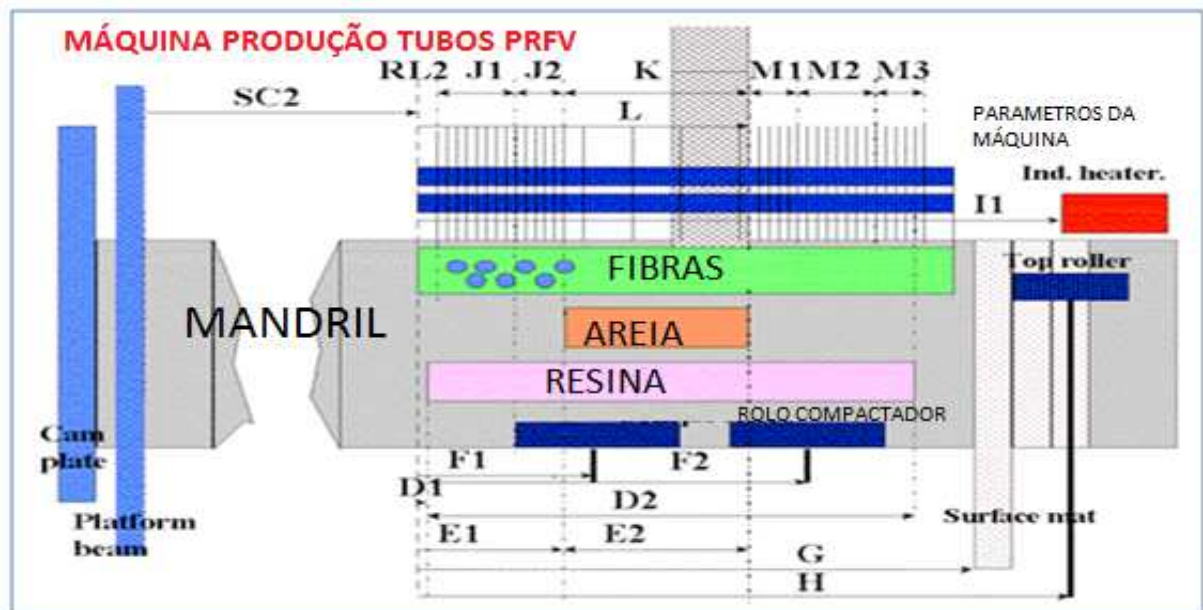 MÁQUINA PRODUÇÃO TUBOS PRFV
RL2 J1 J2 K M1 M2 M3
SC2
L
PARAMETROS DA
MÁQUINA
Ind. heater.
I1
FIBRAS
Top roller
MANDRIL
AREIA
RESINA
ROLO COMPACTADOR
Cam
plate
F1 F2
D1
D2
Platform
beam
Surface mat
E1 E2
G
H